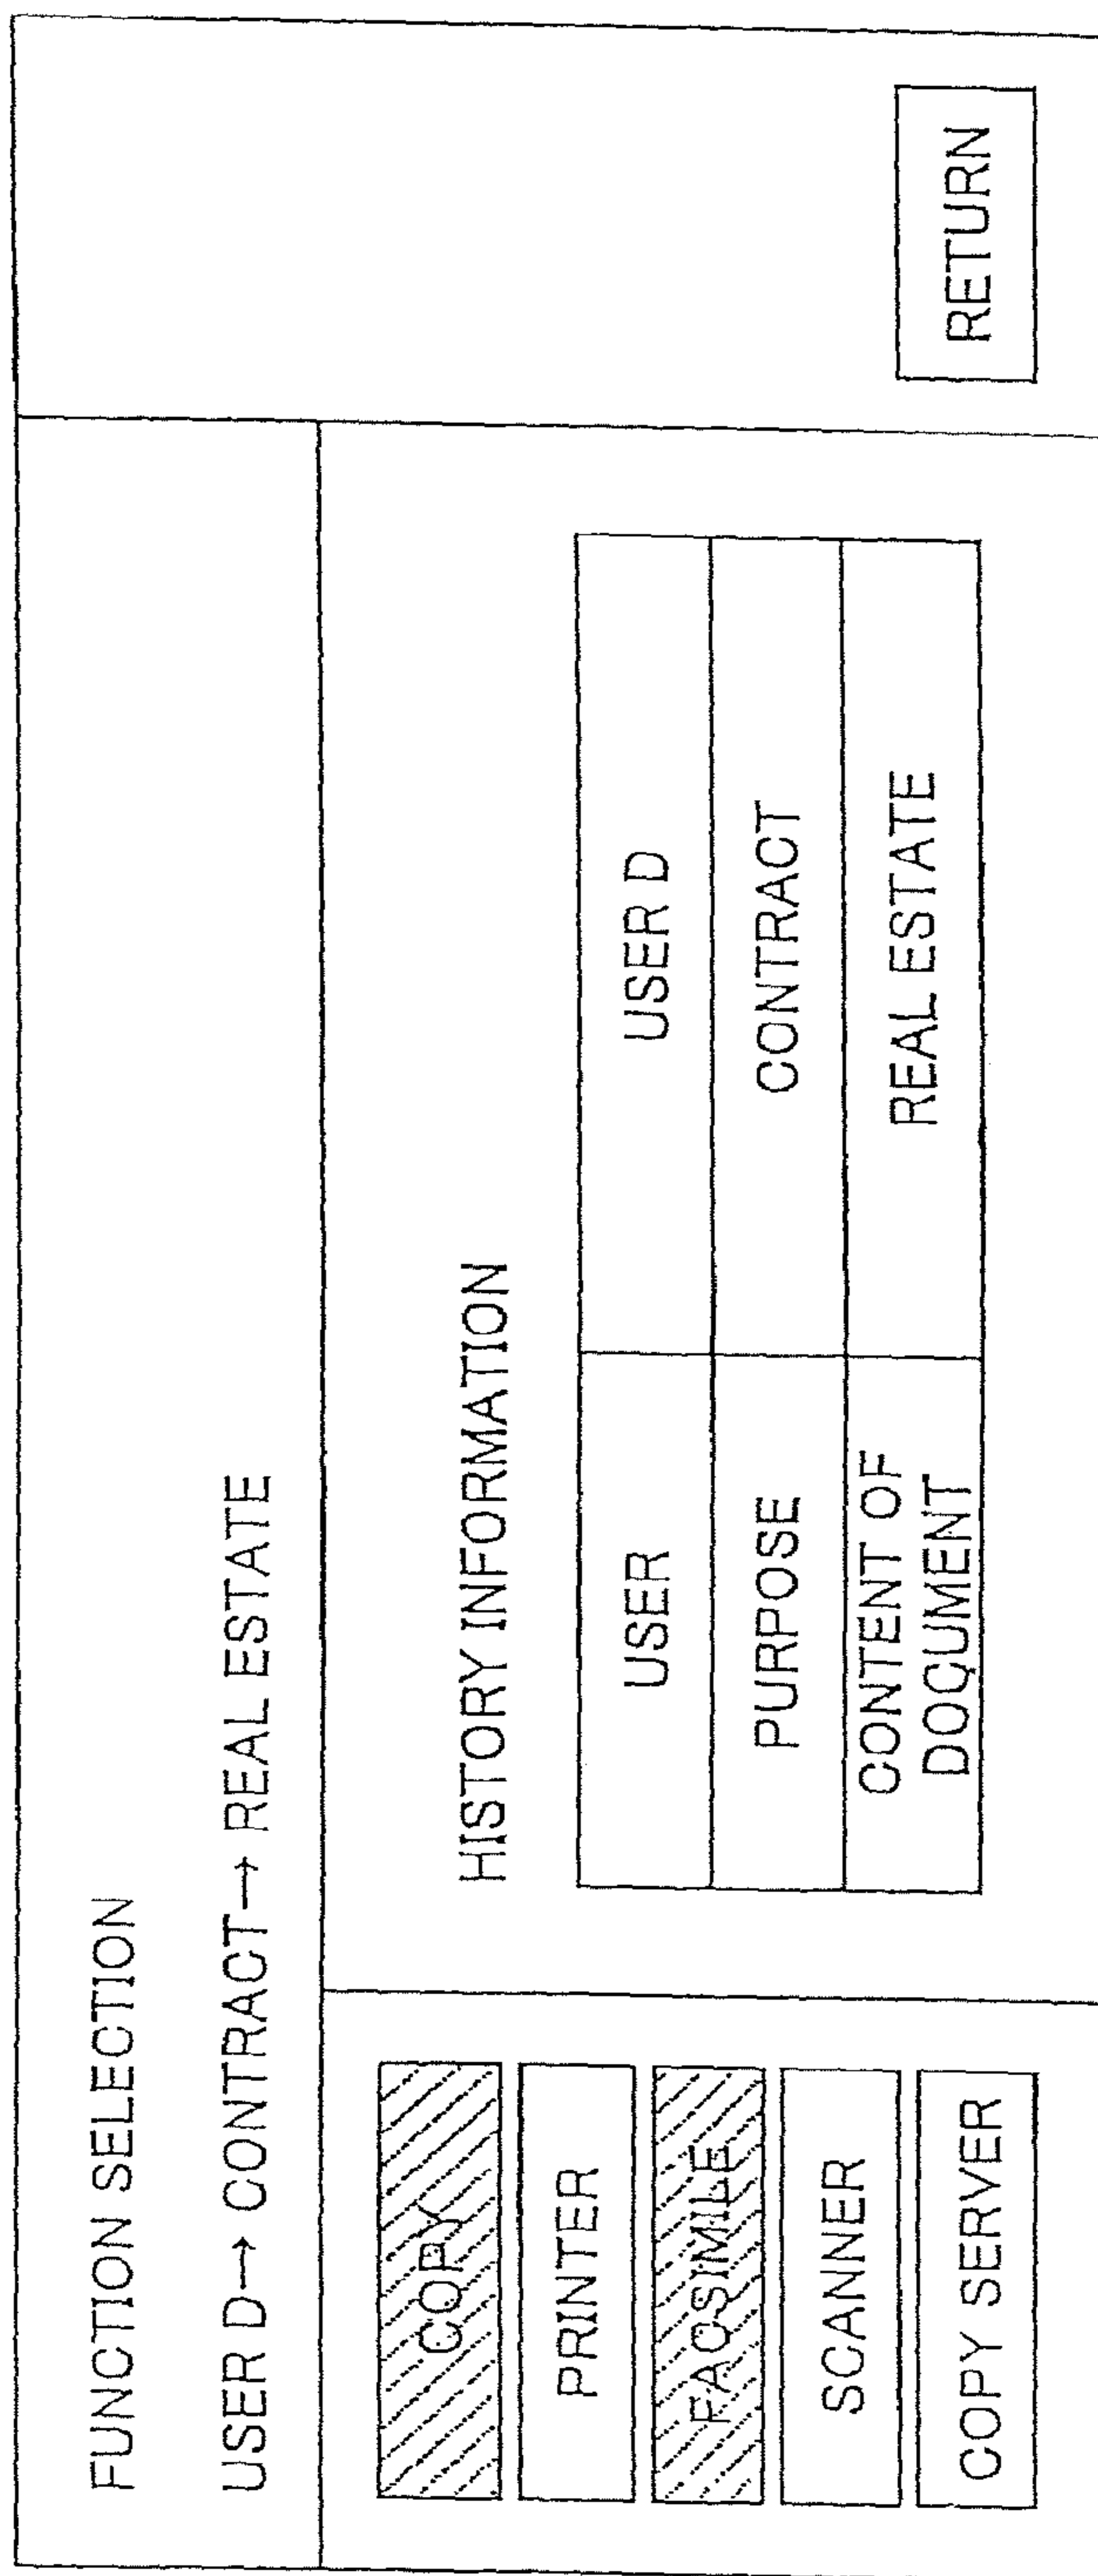 FUNCTION SELECTION
USER D→ CONTRACT→ REAL ESTATE
COPY
PRINTER
FACSIMILE
SCANNER
COPY SERVER
HISTORY INFORMATION
USER USER D
PURPOSE CONTRACT
CONTENT OF
DOCUMENT REAL ESTATE
RETURN